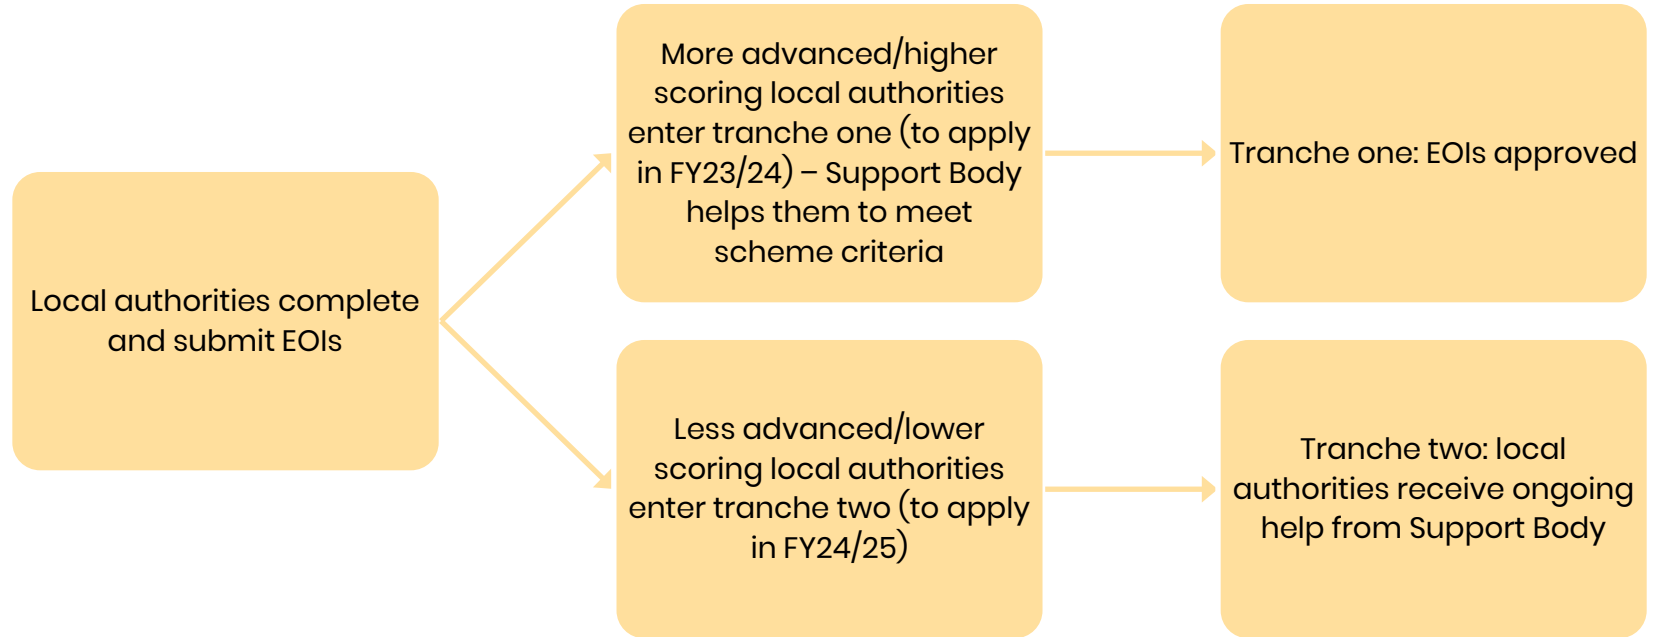 Local authorities complete
and submit EOIs
More advanced/higher
scoring local authorities
enter tranche one (to apply
in FY23/24) – Support Body
helps them to meet
scheme criteria
Tranche one: EOIs approved
Less advanced/lower
scoring local authorities
enter tranche two (to apply
in FY24/25)
Tranche two: local
authorities receive ongoing
help from Support Body